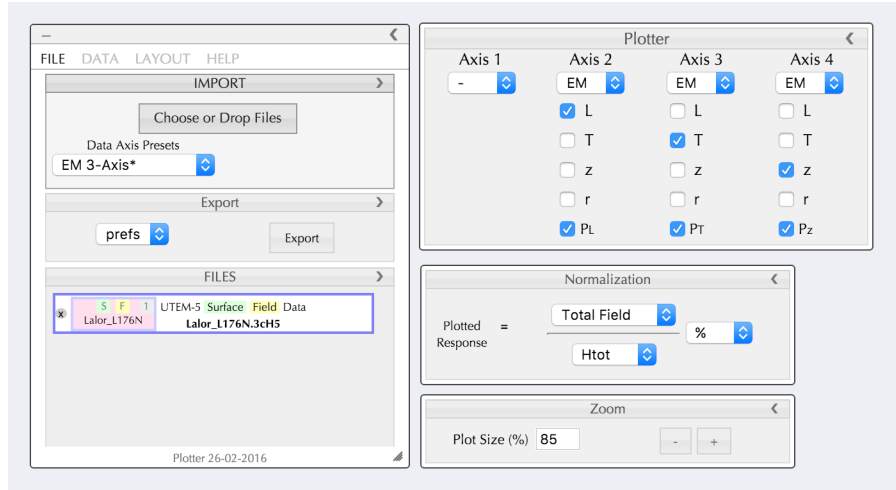 FILE DATA LAYOUT HELP
IMPORT
Choose or Drop Files
Data Axis Presets
EM 3-Axis*
Export
prefs Export
FILES
x S F 1 UTEM-5 Surface Field Data
Lalor_L176N Lalor_L176N.3cH5
Plotter 26-02-2016
Plotter
Axis 1 Axis 2 Axis 3 Axis 4
- EM EM EM
L L L
T T T
z z z
r r r
PL PT Pz
Normalization
Total Field
Plotted Response = %
Htot
Zoom
Plot Size (%) 85 - +